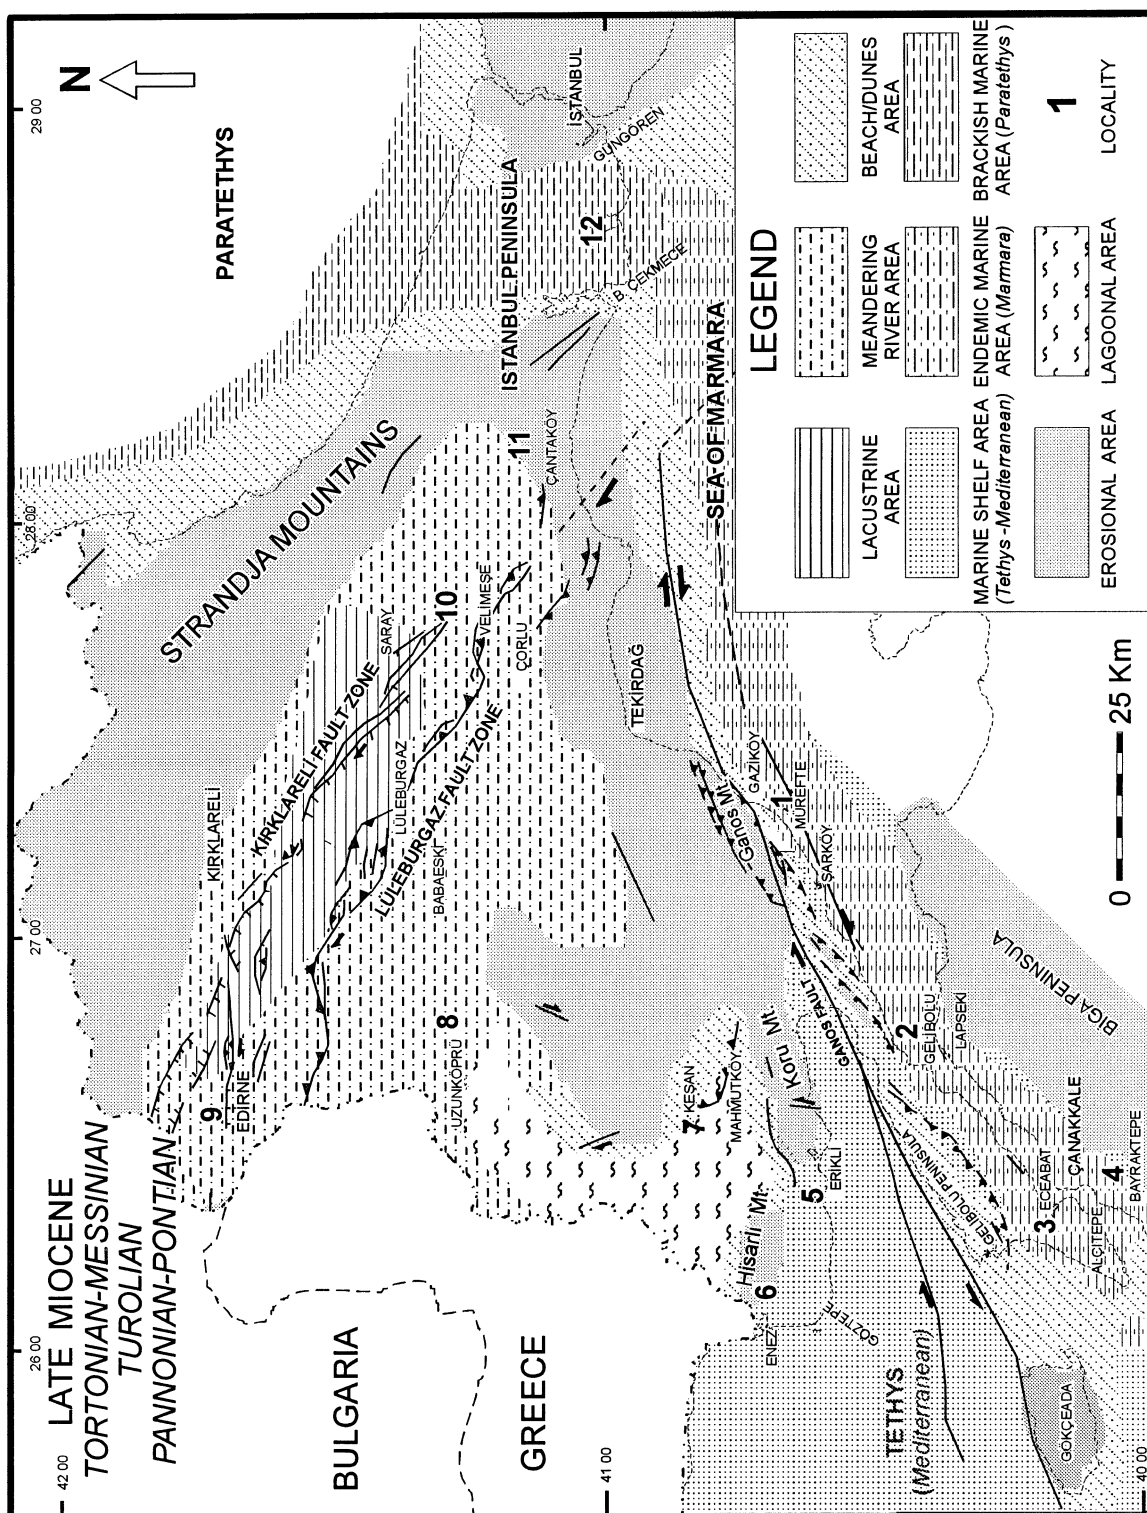 LATE MIOCENE
TORTONIAN-MESSINIAN
TUROLIAN
PANNONIAN-PONTIAN
N
42 00
41 00
40 00
26 00
27 00
28 00
29 00
BULGARIA
GREECE
PARATETHYS
STRANDJA MOUNTAINS
ISTANBUL PENINSULA
İSTANBUL
GÜNGÖREN
12
B. ÇEKMECE
11
ÇANTAKÖY
SEA OF MARMARA
KIRKLARELİ
KIRKLARELİ FAULT ZONE
SARAY
10
VELİMESE
ÇORLU
LÜLEBURGAZ
LÜLEBURGAZ FAULT ZONE
BABAESKİ
9
EDİRNE
8
UZUNKÖPRÜ
TEKİRDAĞ
7
KEŞAN
MAHMUTKÖY
Koru Mt
GANOS FAULT
Ganos Mt.
GAZİKÖY
1
MÜREFTE
ŞARKÖY
5
ERİKLİ
Hisarlı Mt
6
ENEZ
GÖZTEPE
2
GELİBOLU
LAPSEKİ
GELİBOLU PENINSULA
BIGA PENINSULA
3
ECEABAT
ÇANAKKALE
4
BAYRAKTEPE
ALÇITEPE
TETHYS
(Mediterranean)
GÖKÇEADA
0 25 Km
LEGEND
LACUSTRINE
AREA
MEANDERING
RIVER AREA
BEACH/DUNES
AREA
MARINE SHELF AREA
(Tethys-Mediterranean)
ENDEMIC MARINE
AREA (Marmara)
BRACKISH MARINE
AREA (Paratethys)
EROSIONAL AREA
LAGOONAL AREA
1
LOCALITY